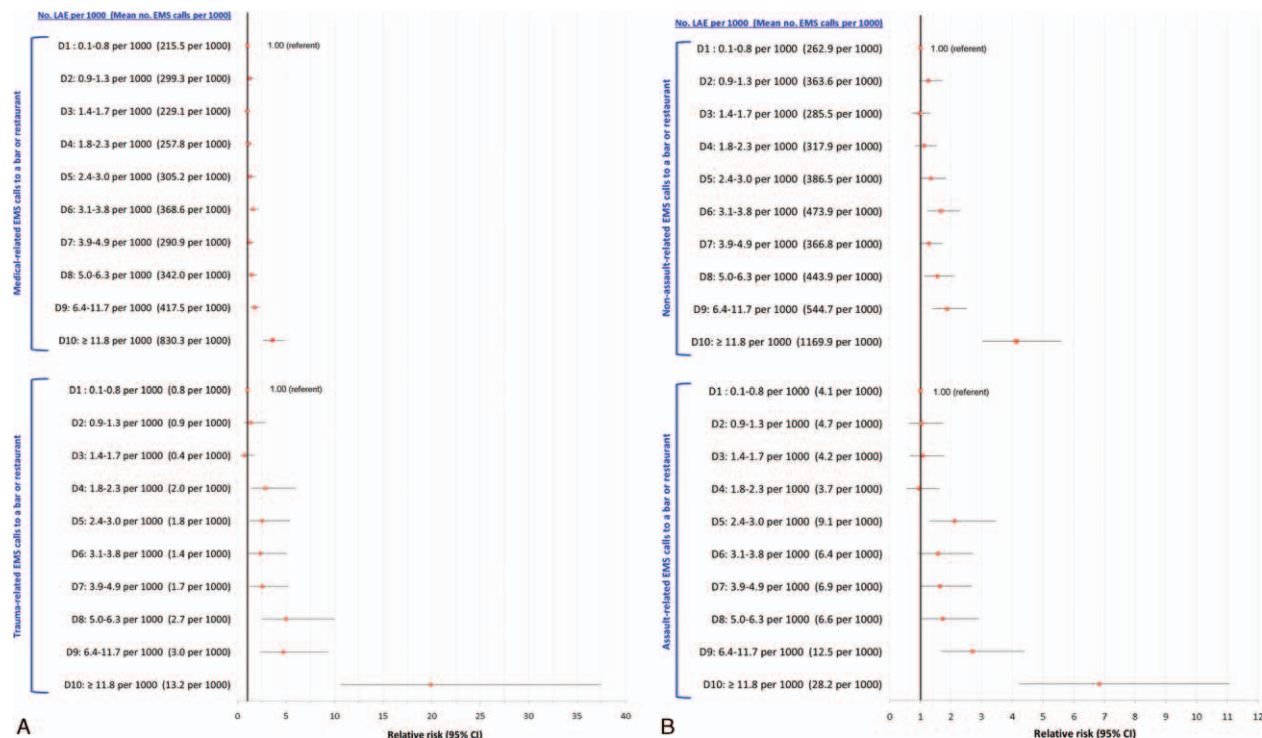 No. LAE per 1000 (Mean no. EMS calls per 1000)
Medical-related EMS calls to a bar or restaurant
D1 : 0.1-0.8 per 1000 (215.5 per 1000)
1.00 (referent)
D2: 0.9-1.3 per 1000 (299.3 per 1000)
D3: 1.4-1.7 per 1000 (229.1 per 1000)
D4: 1.8-2.3 per 1000 (257.8 per 1000)
D5: 2.4-3.0 per 1000 (305.2 per 1000)
D6: 3.1-3.8 per 1000 (368.6 per 1000)
D7: 3.9-4.9 per 1000 (290.9 per 1000)
D8: 5.0-6.3 per 1000 (342.0 per 1000)
D9: 6.4-11.7 per 1000 (417.5 per 1000)
D10: ≥ 11.8 per 1000 (830.3 per 1000)
Trauma-related EMS calls to a bar or restaurant
D1 : 0.1-0.8 per 1000 (0.8 per 1000)
1.00 (referent)
D2: 0.9-1.3 per 1000 (0.9 per 1000)
D3: 1.4-1.7 per 1000 (0.4 per 1000)
D4: 1.8-2.3 per 1000 (2.0 per 1000)
D5: 2.4-3.0 per 1000 (1.8 per 1000)
D6: 3.1-3.8 per 1000 (1.4 per 1000)
D7: 3.9-4.9 per 1000 (1.7 per 1000)
D8: 5.0-6.3 per 1000 (2.7 per 1000)
D9: 6.4-11.7 per 1000 (3.0 per 1000)
D10: ≥ 11.8 per 1000 (13.2 per 1000)
0 5 10 15 20 25 30 35 40
Relative risk (95% CI)
A
No. LAE per 1000 (Mean no. EMS calls per 1000)
Non-assault-related EMS calls to a bar or restaurant
D1 : 0.1-0.8 per 1000 (262.9 per 1000)
1.00 (referent)
D2: 0.9-1.3 per 1000 (363.6 per 1000)
D3: 1.4-1.7 per 1000 (285.5 per 1000)
D4: 1.8-2.3 per 1000 (317.9 per 1000)
D5: 2.4-3.0 per 1000 (386.5 per 1000)
D6: 3.1-3.8 per 1000 (473.9 per 1000)
D7: 3.9-4.9 per 1000 (366.8 per 1000)
D8: 5.0-6.3 per 1000 (443.9 per 1000)
D9: 6.4-11.7 per 1000 (544.7 per 1000)
D10: ≥ 11.8 per 1000 (1169.9 per 1000)
Assault-related EMS calls to a bar or restaurant
D1 : 0.1-0.8 per 1000 (4.1 per 1000)
1.00 (referent)
D2: 0.9-1.3 per 1000 (4.7 per 1000)
D3: 1.4-1.7 per 1000 (4.2 per 1000)
D4: 1.8-2.3 per 1000 (3.7 per 1000)
D5: 2.4-3.0 per 1000 (9.1 per 1000)
D6: 3.1-3.8 per 1000 (6.4 per 1000)
D7: 3.9-4.9 per 1000 (6.9 per 1000)
D8: 5.0-6.3 per 1000 (6.6 per 1000)
D9: 6.4-11.7 per 1000 (12.5 per 1000)
D10: ≥ 11.8 per 1000 (28.2 per 1000)
0 1 2 3 4 5 6 7 8 9 10 11 12
Relative risk (95% CI)
B